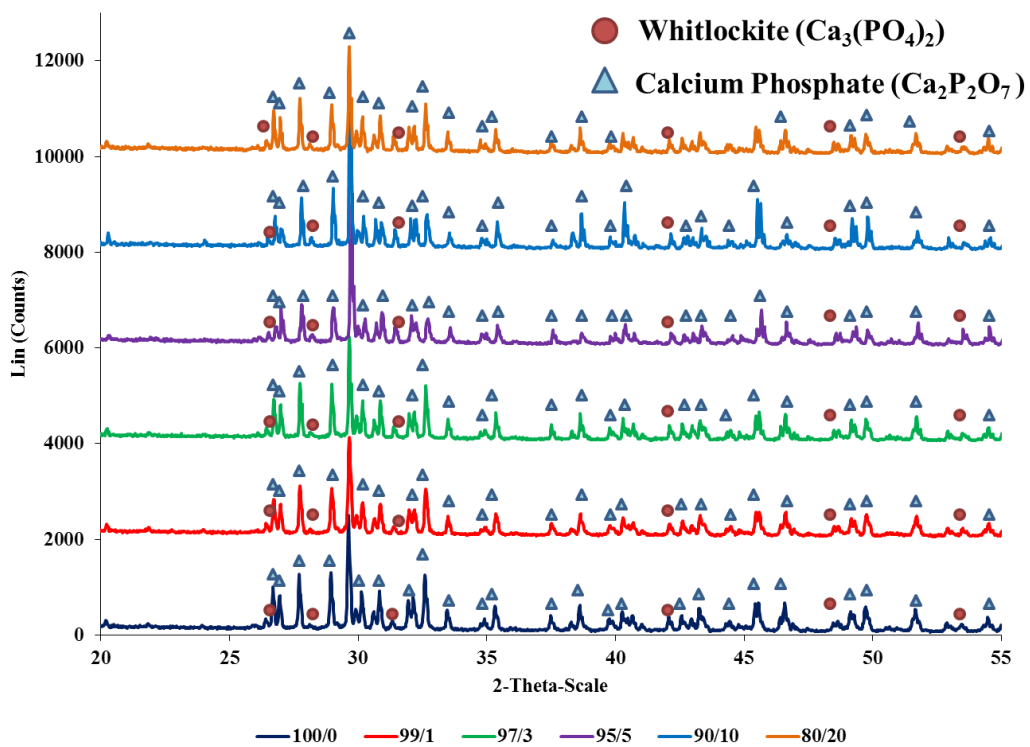 Whitlockite (Ca3(PO4)2)
Calcium Phosphate (Ca2P2O7)
12000
10000
8000
6000
4000
2000
0
Lin (Counts)
20 25 30 35 40 45 50 55
2-Theta-Scale
100/0 99/1 97/3 95/5 90/10 80/20